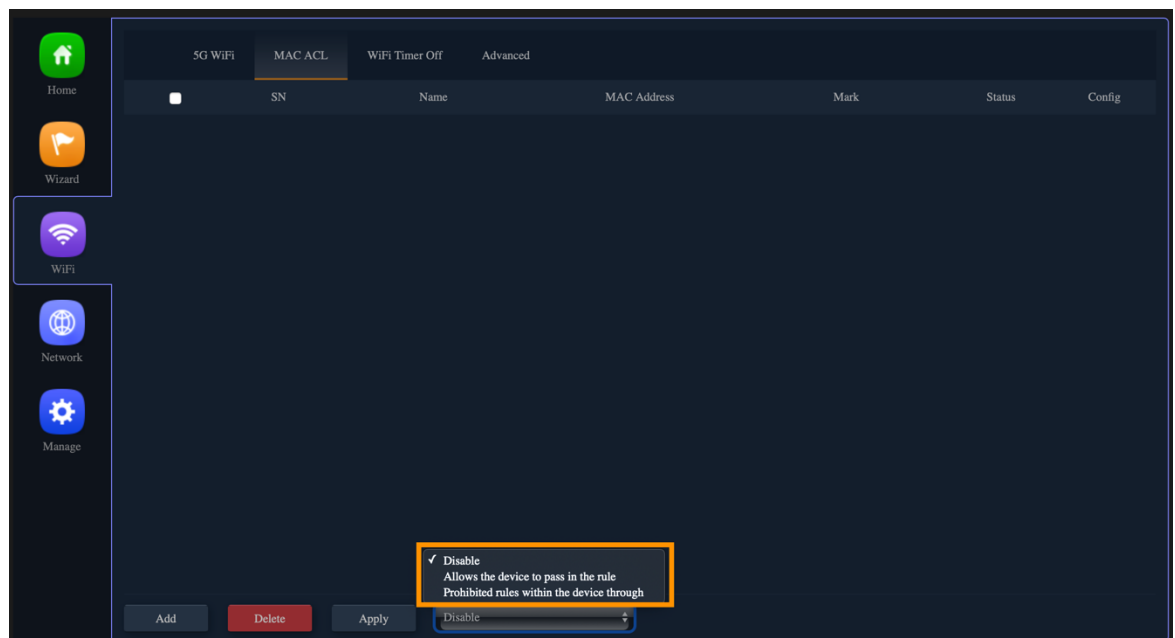 Home
Wizard
WiFi
Network
Manage
5G WiFi MAC ACL WiFi Timer Off Advanced
SN Name MAC Address Mark Status Config
✓ Disable
Allows the device to pass in the rule
Prohibited rules within the device through
Add Delete Apply Disable